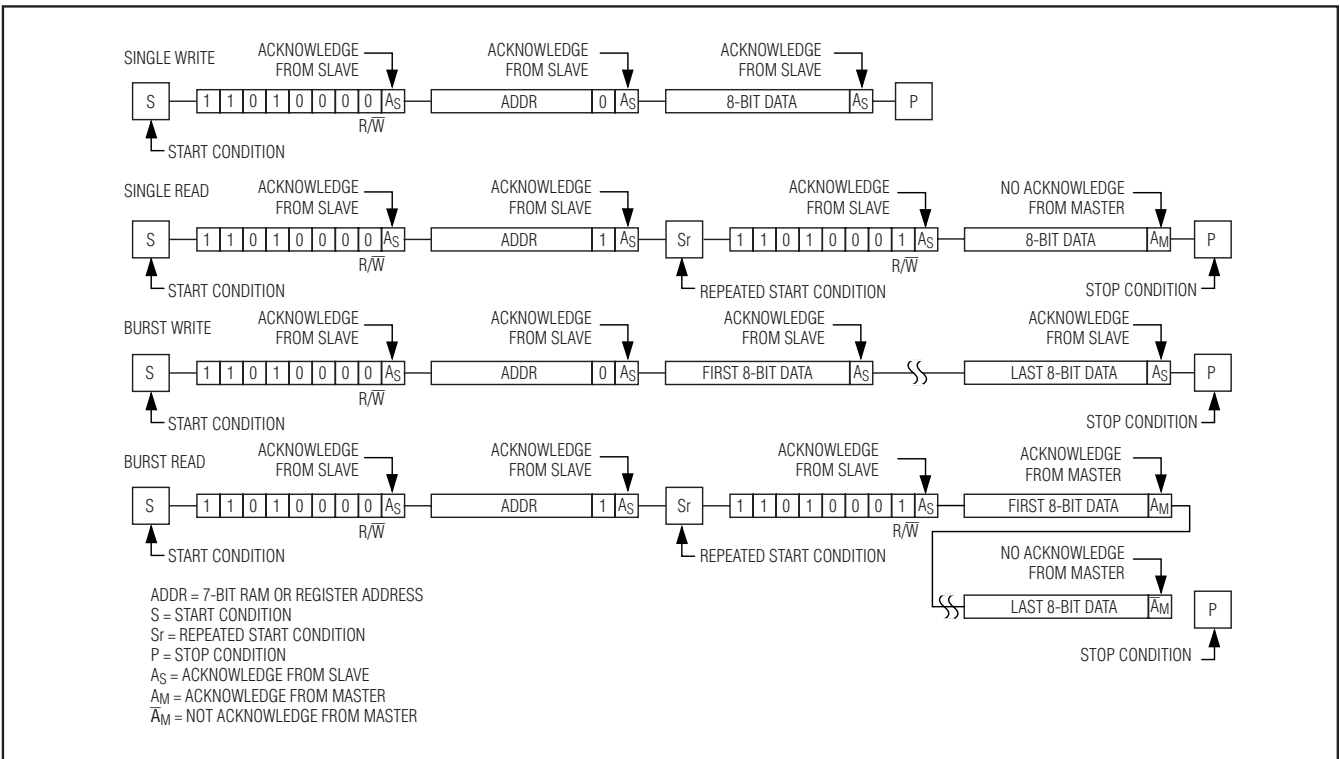 SINGLE WRITE
ACKNOWLEDGE
FROM SLAVE
ACKNOWLEDGE
FROM SLAVE
ACKNOWLEDGE
FROM SLAVE
S 1 1 0 1 0 0 0 0 AS ADDR 0 AS 8-BIT DATA AS P
R/W̅
START CONDITION
SINGLE READ
ACKNOWLEDGE
FROM SLAVE
ACKNOWLEDGE
FROM SLAVE
ACKNOWLEDGE
FROM SLAVE
NO ACKNOWLEDGE
FROM MASTER
S 1 1 0 1 0 0 0 0 AS ADDR 1 AS Sr 1 1 0 1 0 0 0 1 AS 8-BIT DATA AM P
R/W̅ R/W̅
START CONDITION REPEATED START CONDITION STOP CONDITION
BURST WRITE
ACKNOWLEDGE
FROM SLAVE
ACKNOWLEDGE
FROM SLAVE
ACKNOWLEDGE
FROM SLAVE
ACKNOWLEDGE
FROM SLAVE
S 1 1 0 1 0 0 0 0 AS ADDR 0 AS FIRST 8-BIT DATA AS LAST 8-BIT DATA AS P
R/W̅
START CONDITION STOP CONDITION
BURST READ
ACKNOWLEDGE
FROM SLAVE
ACKNOWLEDGE
FROM SLAVE
ACKNOWLEDGE
FROM SLAVE
ACKNOWLEDGE
FROM MASTER
S 1 1 0 1 0 0 0 0 AS ADDR 1 AS Sr 1 1 0 1 0 0 0 1 AS FIRST 8-BIT DATA AM
R/W̅ R/W̅
START CONDITION REPEATED START CONDITION
NO ACKNOWLEDGE
FROM MASTER
LAST 8-BIT DATA A̅M P
STOP CONDITION
ADDR = 7-BIT RAM OR REGISTER ADDRESS
S = START CONDITION
Sr = REPEATED START CONDITION
P = STOP CONDITION
AS = ACKNOWLEDGE FROM SLAVE
AM = ACKNOWLEDGE FROM MASTER
A̅M = NOT ACKNOWLEDGE FROM MASTER